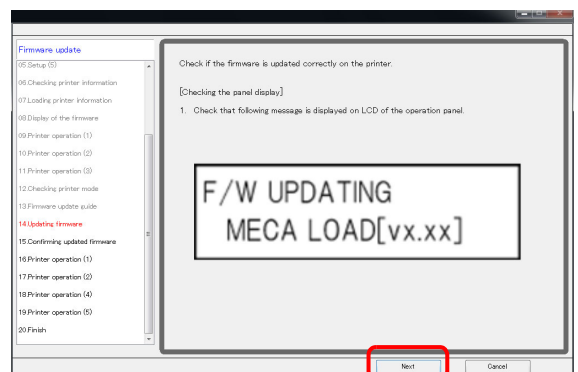 Firmware update
05.Setup (5)
06.Checking printer information
07.Loading printer information
08.Display of the firmware
09.Printer operation (1)
10.Printer operation (2)
11.Printer operation (3)
12.Checking printer mode
13.Firmware update guide
14.Updating firmware
15.Confirming updated firmware
16.Printer operation (1)
17.Printer operation (2)
18.Printer operation (4)
19.Printer operation (5)
20.Finish
Check if the firmware is updated correctly on the printer.
[Checking the panel display]
1. Check that following message is displayed on LCD of the operation panel.
F/W UPDATING
MECA LOAD[vx.xx]
Next
Cancel